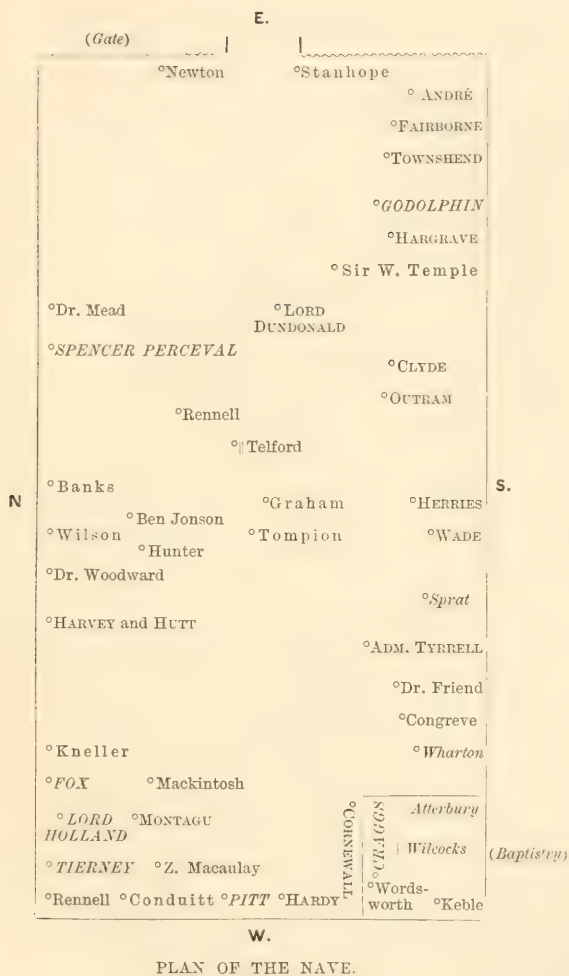 E.
(Gate)
°Newton °Stanhope
° ANDRÉ
°FAIRBORNE
°TOWNSHEND
°GODOLPHIN
°HARGRAVE
°Sir W. Temple
°Dr. Mead °LORD
DUNDONALD
°SPENCER PERCEVAL
°CLYDE
°OUTRAM
°Rennell
°||Telford
°Banks S.
N °Graham °HERRIES
°Ben Jonson
°Wilson °Tompion °WADE
°Hunter
°Dr. Woodward
°Sprat
°HARVEY and HUTT
°ADM. TYRRELL
°Dr. Friend
°Congreve
°Kneller °Wharton
°FOX °Mackintosh
Atterbury
°LORD °MONTAGU
HOLLAND
°CORNEWALL
°CRAGGS
Wilcocks (Baptistry)
°TIERNEY °Z. Macaulay
°Words-
°Rennell °Conduitt °PITT °HARDY worth °Keble
W.
PLAN OF THE NAVE.